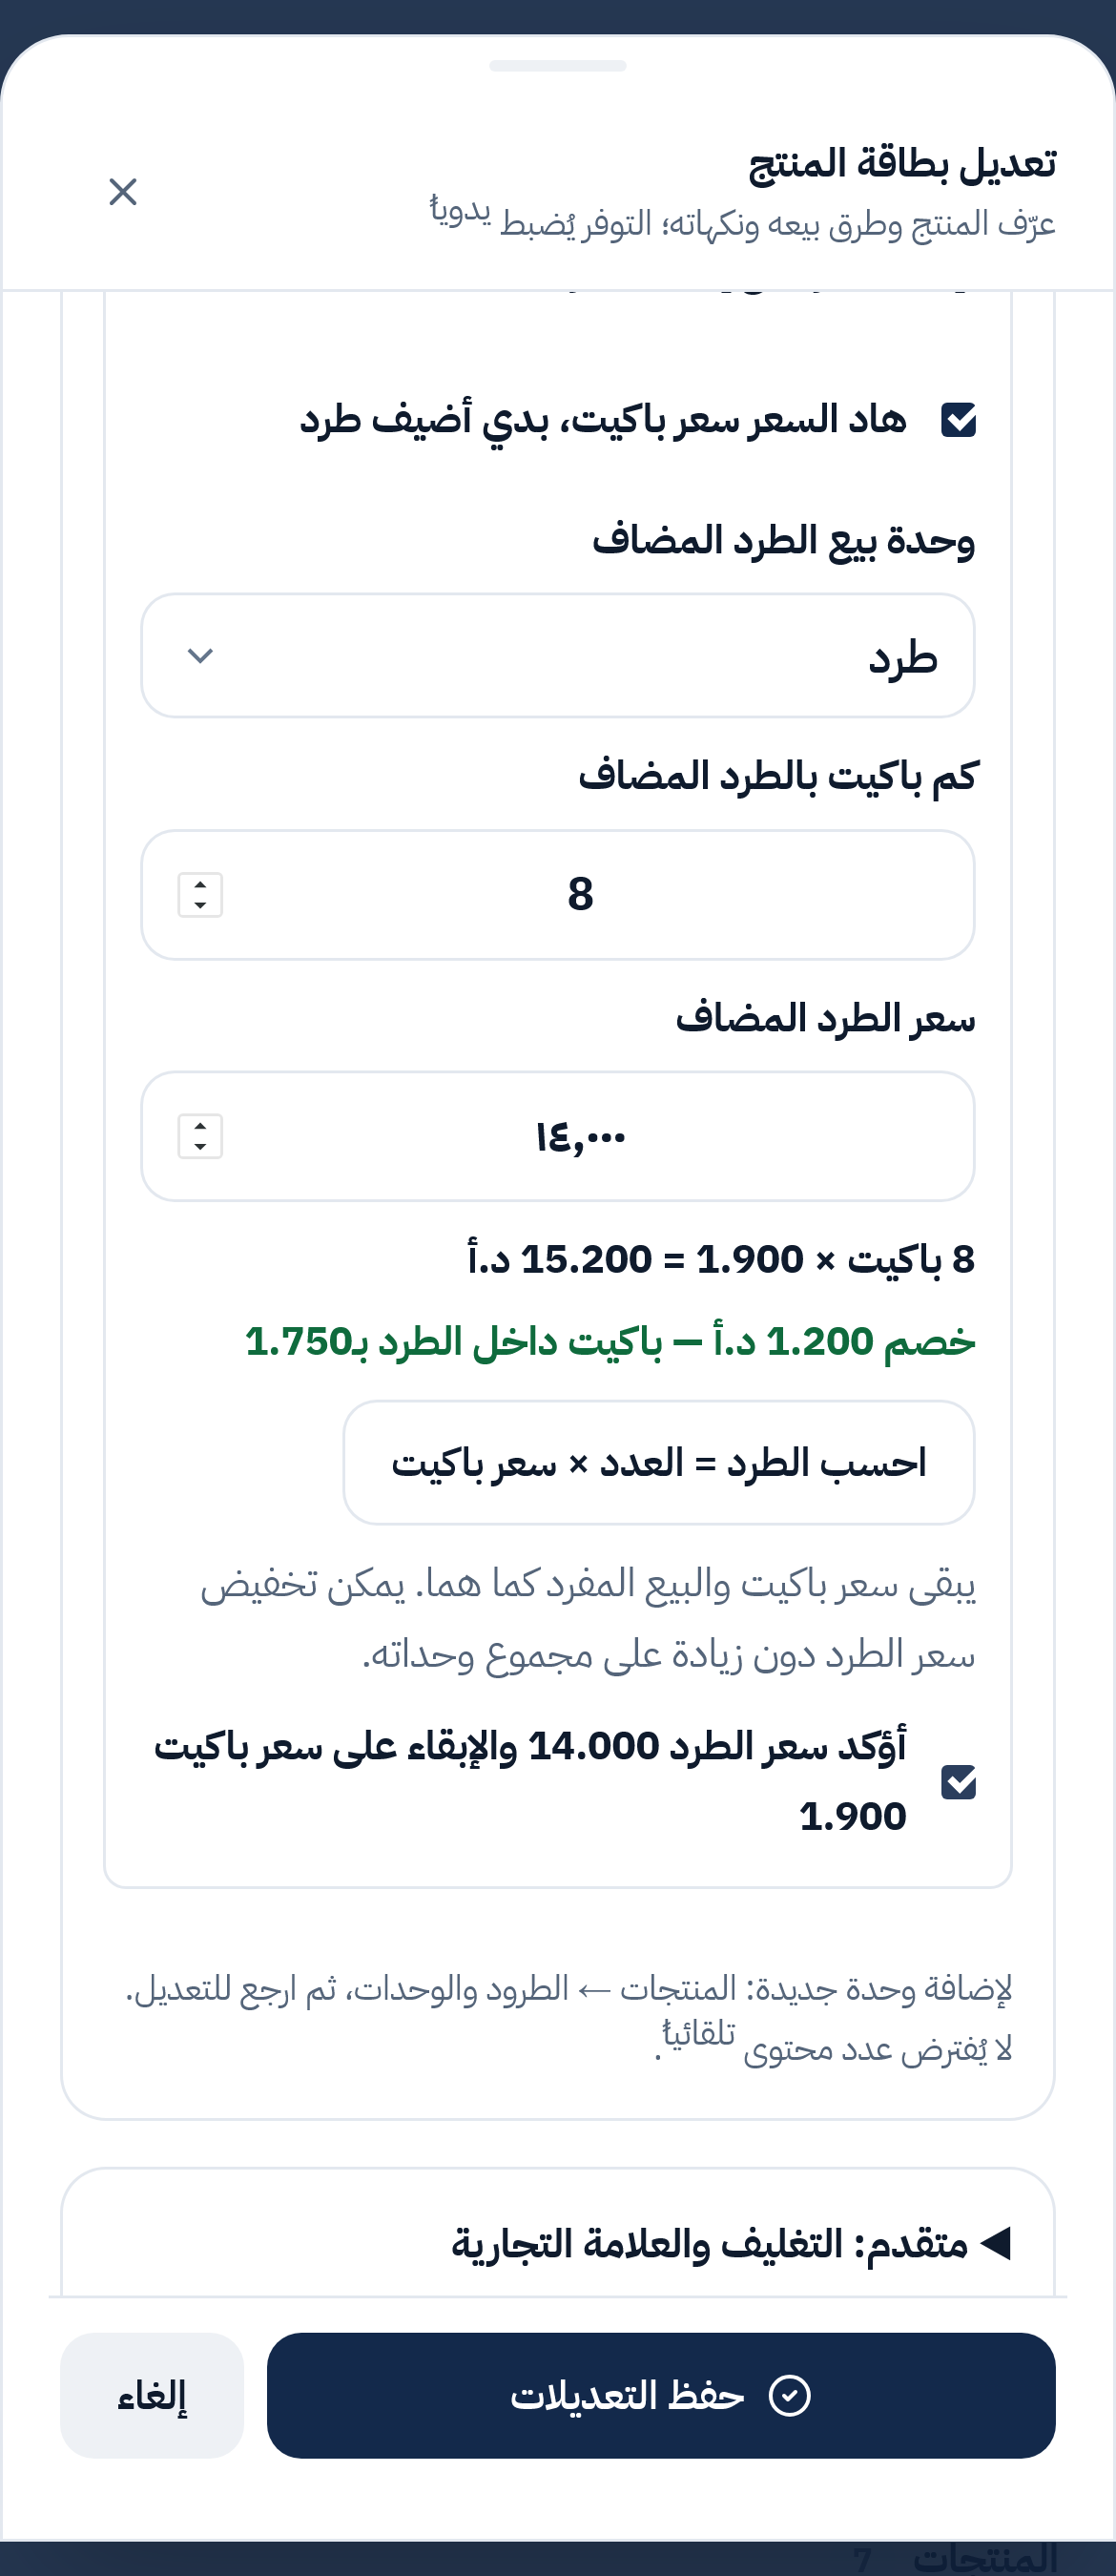 تعديل بطاقة المنتج
عرّف المنتج وطرق بيعه ونكهاته؛ التوفر يُضبط يدوياً
هاد السعر سعر باكيت، بدي أضيف طرد
وحدة بيع الطرد المضاف
طرد
كم باكيت بالطرد المضاف
8
سعر الطرد المضاف
١٤,٠٠٠
8 باكيت × 1.900 = 15.200 د.أ
خصم 1.200 د.أ — باكيت داخل الطرد بـ1.750
احسب الطرد = العدد × سعر باكيت
يبقى سعر باكيت والبيع المفرد كما هما. يمكن تخفيض
سعر الطرد دون زيادة على مجموع وحداته.
أؤكد سعر الطرد 14.000 والإبقاء على سعر باكيت
1.900
لإضافة وحدة جديدة: المنتجات ← الطرود والوحدات، ثم ارجع للتعديل.
لا يُفترض عدد محتوى تلقائياً.
متقدم: التغليف والعلامة التجارية
حفظ التعديلات
إلغاء
المنتجات 7